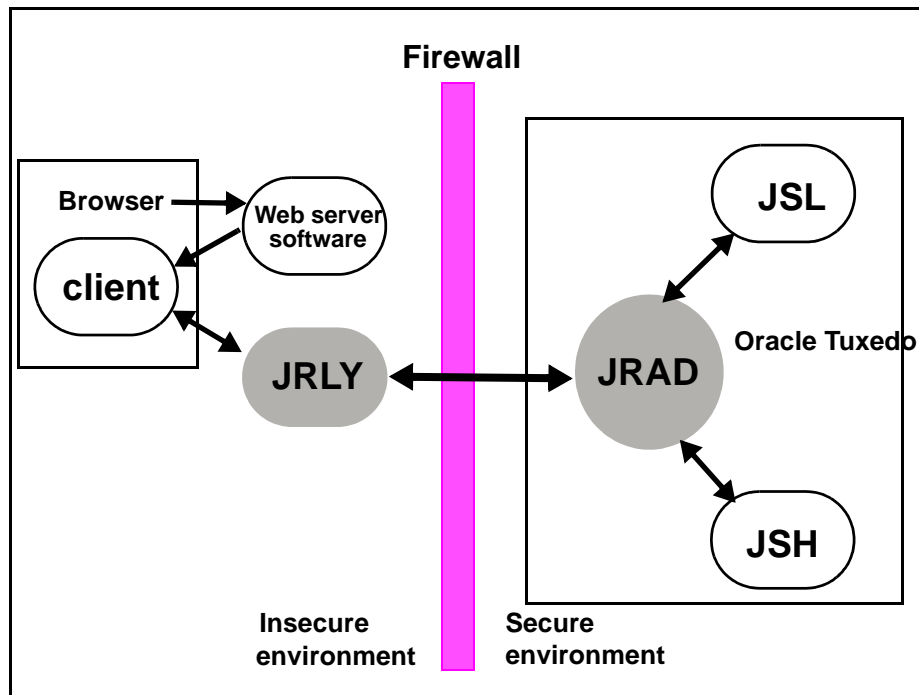 Firewall
Browser
Web server
software
client
JRLY
JSL
JRAD
Oracle Tuxedo
JSH
Insecure
environment
Secure
environment